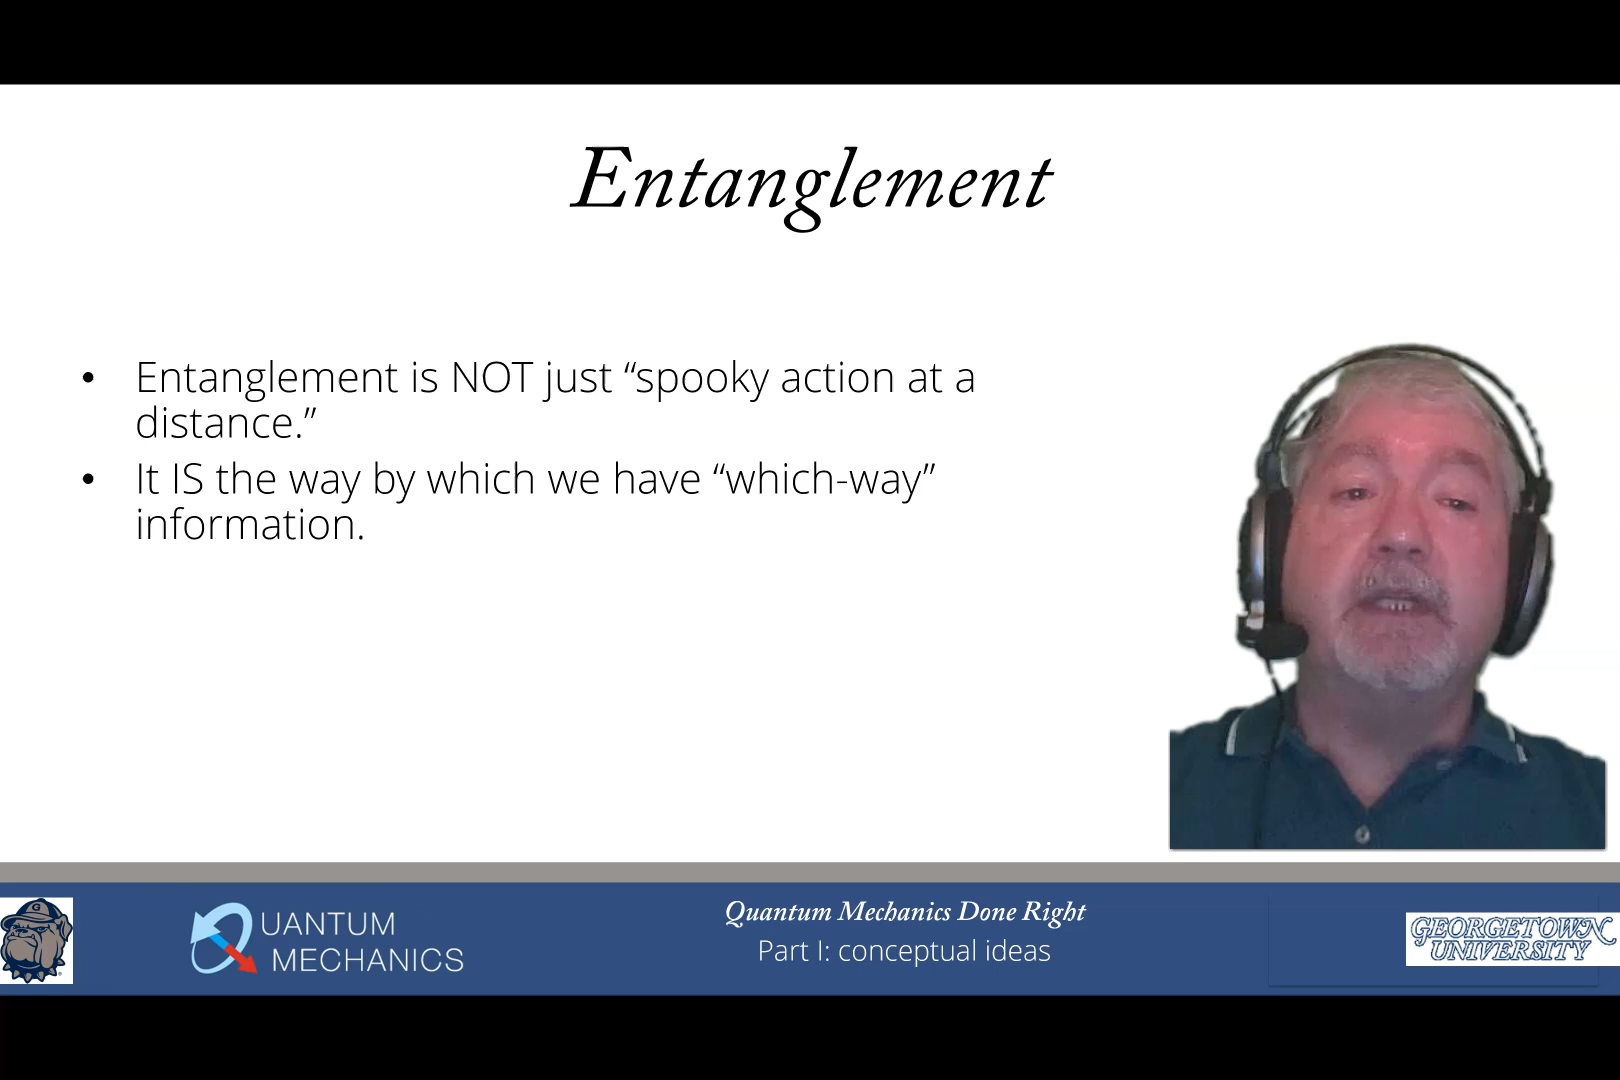 Entanglement
• Entanglement is NOT just “spooky action at a
distance.”
• It IS the way by which we have “which-way”
information.
G
QUANTUM
MECHANICS
Quantum Mechanics Done Right
Part I: conceptual ideas
GEORGETOWN
UNIVERSITY